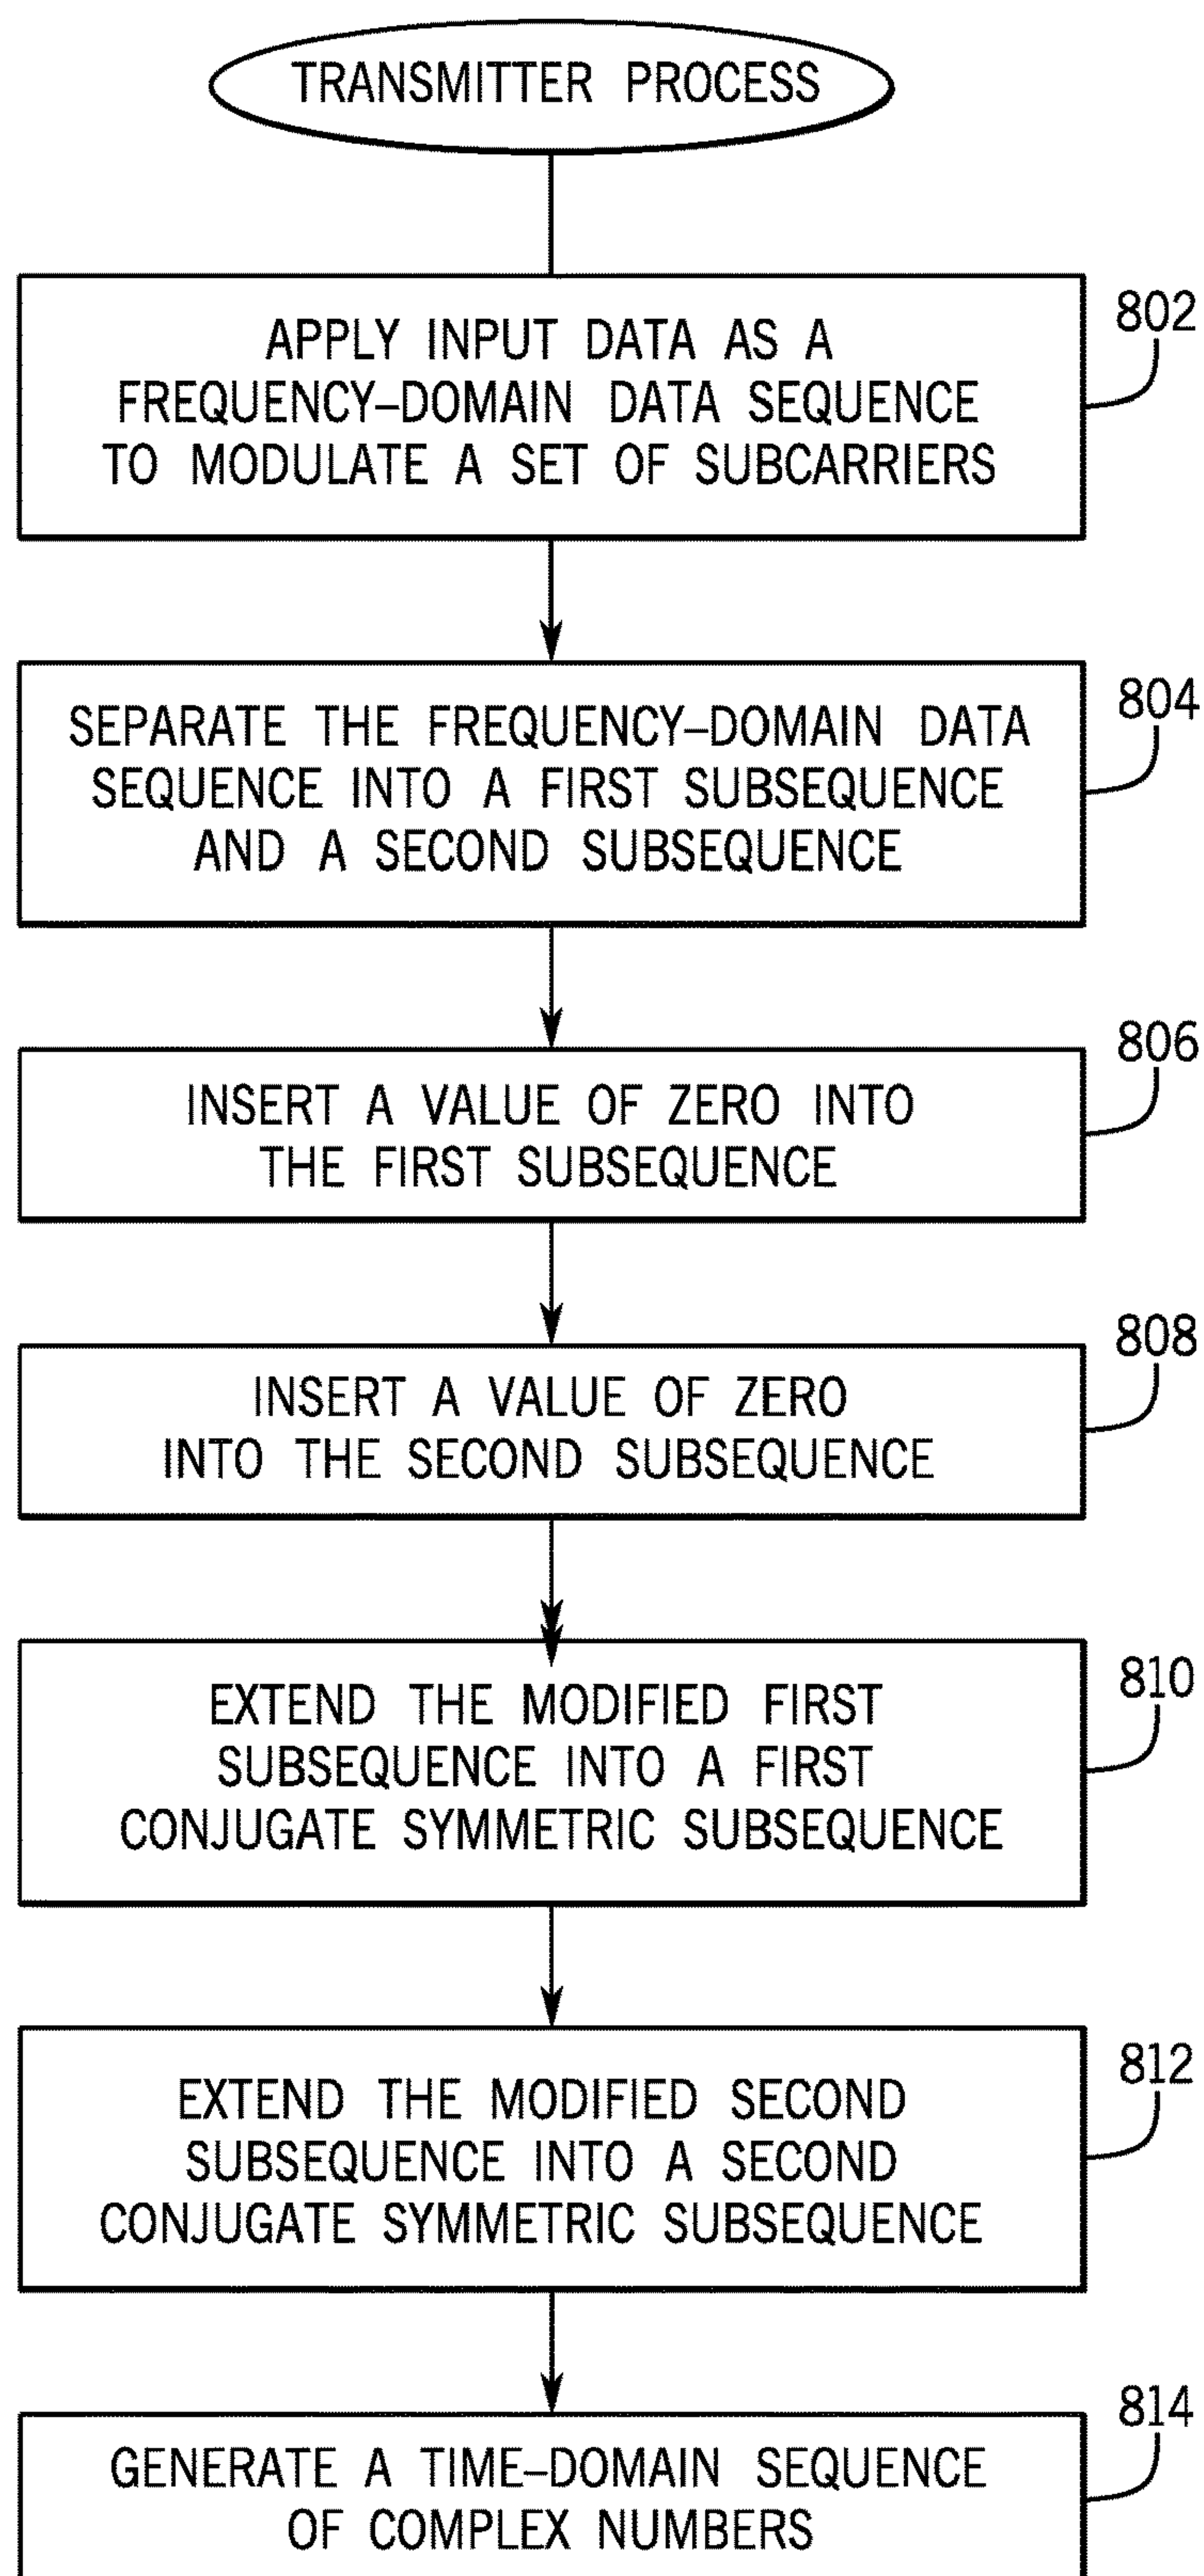 TRANSMITTER PROCESS
802
APPLY INPUT DATA AS A
FREQUENCY–DOMAIN DATA SEQUENCE
TO MODULATE A SET OF SUBCARRIERS
804
SEPARATE THE FREQUENCY–DOMAIN DATA
SEQUENCE INTO A FIRST SUBSEQUENCE
AND A SECOND SUBSEQUENCE
806
INSERT A VALUE OF ZERO INTO
THE FIRST SUBSEQUENCE
808
INSERT A VALUE OF ZERO
INTO THE SECOND SUBSEQUENCE
810
EXTEND THE MODIFIED FIRST
SUBSEQUENCE INTO A FIRST
CONJUGATE SYMMETRIC SUBSEQUENCE
812
EXTEND THE MODIFIED SECOND
SUBSEQUENCE INTO A SECOND
CONJUGATE SYMMETRIC SUBSEQUENCE
814
GENERATE A TIME–DOMAIN SEQUENCE
OF COMPLEX NUMBERS